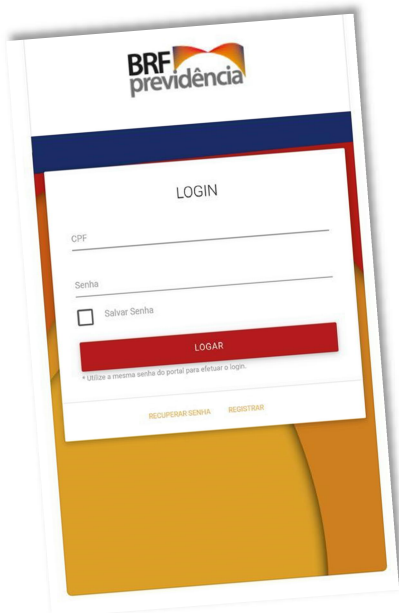 BRF
previdência
LOGIN
CPF
Senha
Salvar Senha
LOGAR
* Utilize a mesma senha do portal para efetuar o login.
RECUPERAR SENHA REGISTRAR